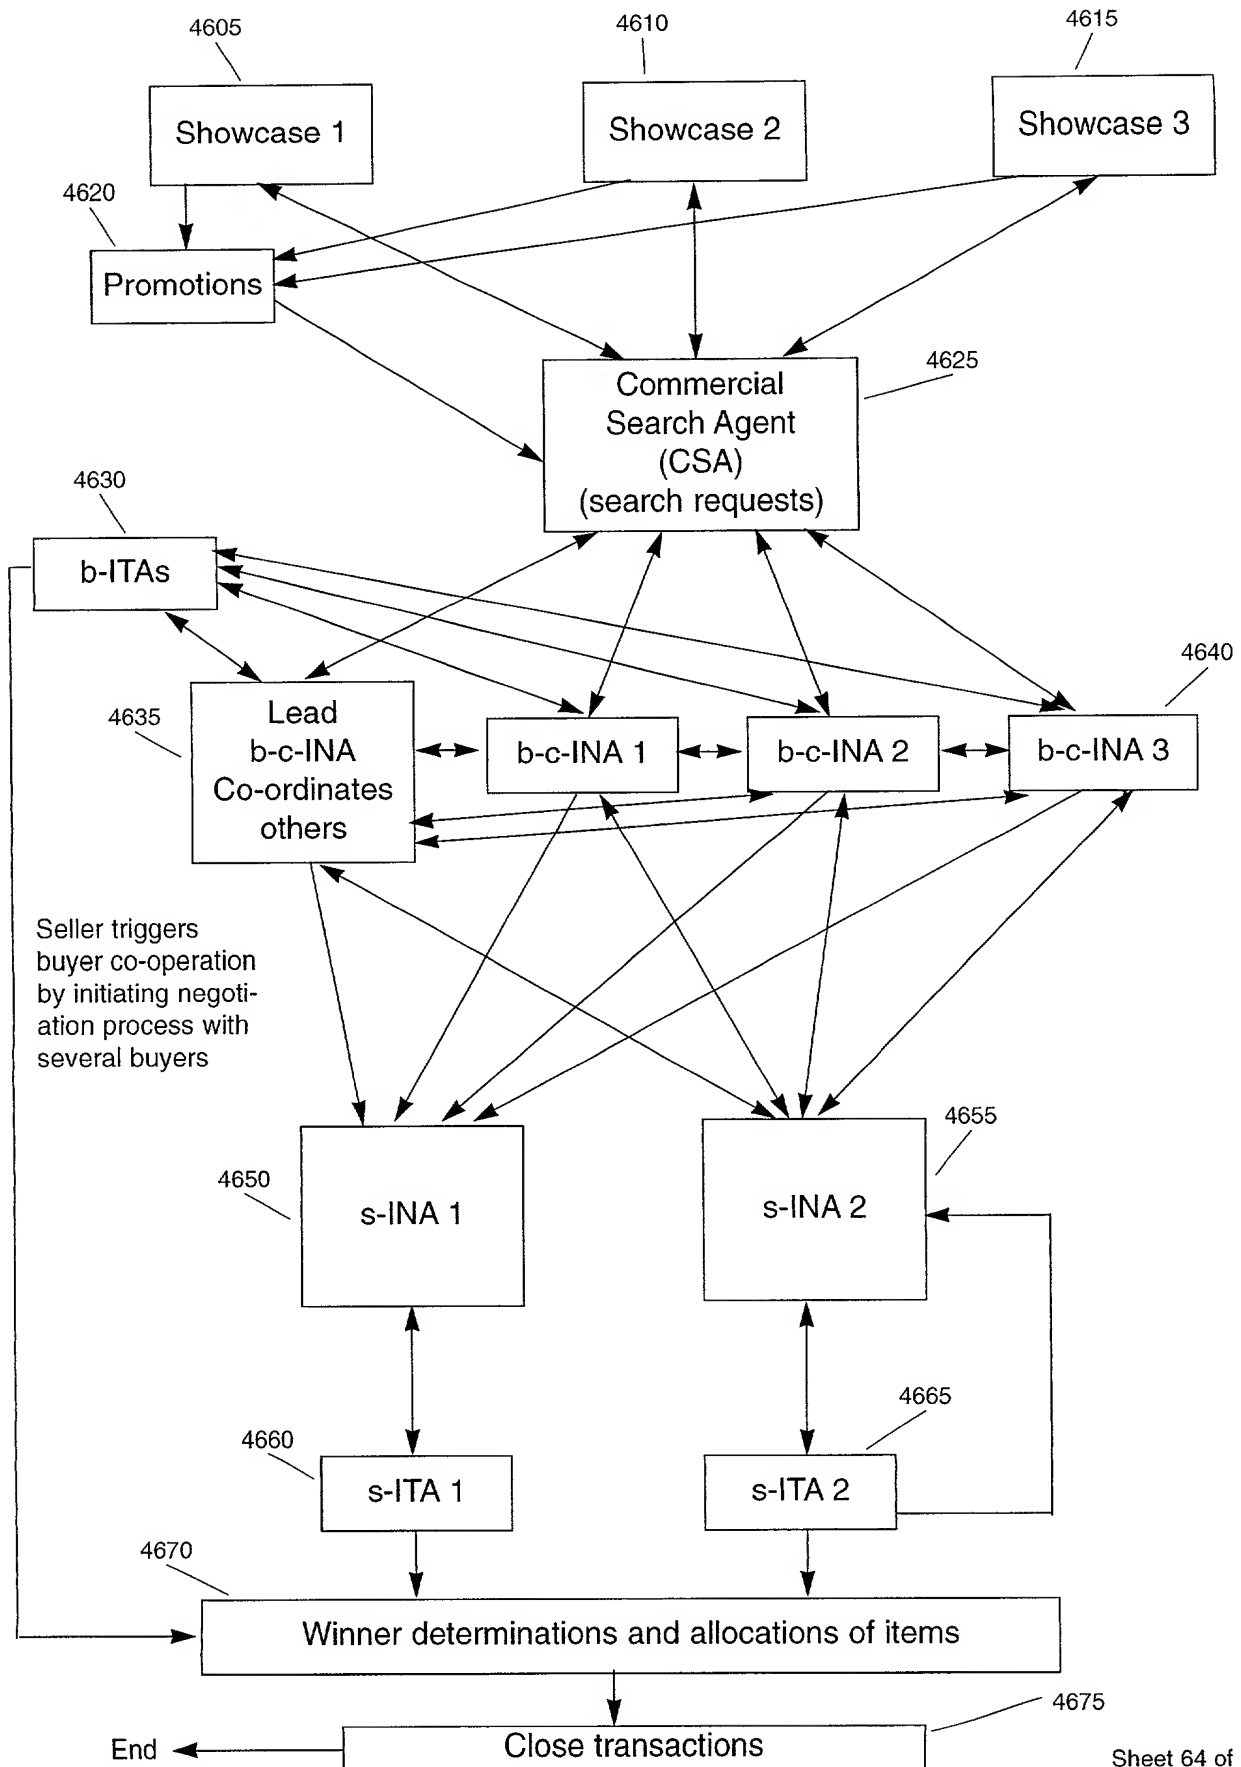 4605
4610
4615
Showcase 1
Showcase 2
Showcase 3
4620
Promotions
4625
Commercial
Search Agent
(CSA)
(search requests)
4630
b-ITAs
4640
4635
Lead
b-c-INA
Co-ordinates
others
b-c-INA 1
b-c-INA 2
b-c-INA 3
Seller triggers
buyer co-operation
by initiating negoti-
ation process with
several buyers
4650
s-INA 1
4655
s-INA 2
4660
s-ITA 1
4665
s-ITA 2
4670
Winner determinations and allocations of items
4675
Close transactions
End
Sheet 64 of